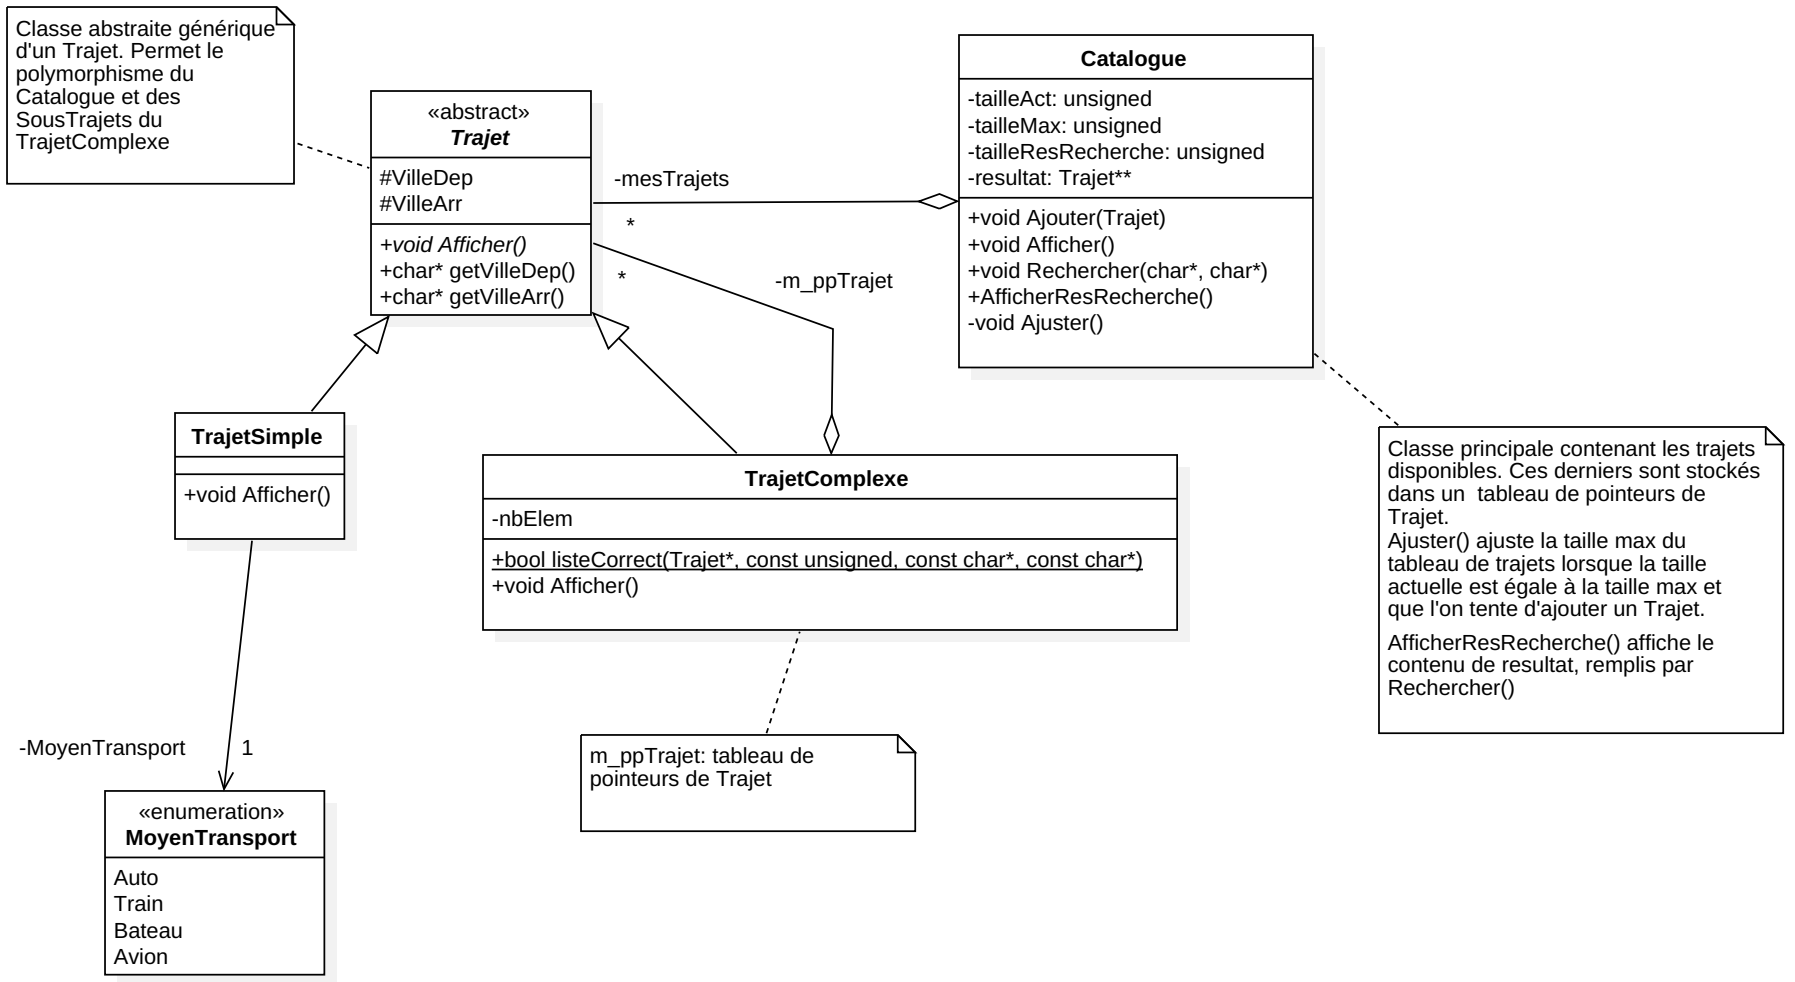 Classe abstraite générique
d'un Trajet. Permet le
polymorphisme du
Catalogue et des
SousTrajets du
TrajetComplexe
«abstract»
Trajet
#VilleDep
#VilleArr
+void Afficher()
+char* getVilleDep()
+char* getVilleArr()
-mesTrajets
*
*
-m_ppTrajet
Catalogue
-tailleAct: unsigned
-tailleMax: unsigned
-tailleResRecherche: unsigned
-resultat: Trajet**
+void Ajouter(Trajet)
+void Afficher()
+void Rechercher(char*, char*)
+AfficherResRecherche()
-void Ajuster()
TrajetSimple
+void Afficher()
TrajetComplexe
-nbElem
+bool listeCorrect(Trajet*, const unsigned, const char*, const char*)
+void Afficher()
Classe principale contenant les trajets
disponibles. Ces derniers sont stockés
dans un  tableau de pointeurs de
Trajet.
Ajuster() ajuste la taille max du
tableau de trajets lorsque la taille
actuelle est égale à la taille max et
que l'on tente d'ajouter un Trajet.
AfficherResRecherche() affiche le
contenu de resultat, remplis par
Rechercher()
-MoyenTransport
1
m_ppTrajet: tableau de
pointeurs de Trajet
«enumeration»
MoyenTransport
Auto
Train
Bateau
Avion